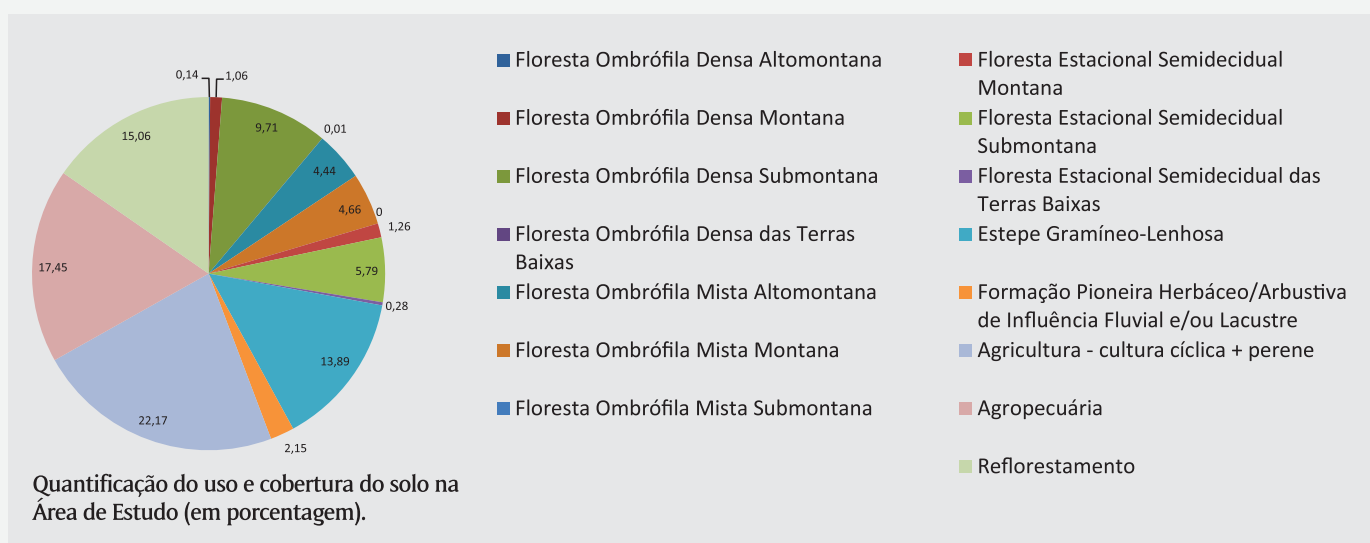 0,14
1,06
9,71
0,01
4,44
4,66
0
1,26
5,79
0,28
13,89
2,15
22,17
17,45
15,06
Quantificação do uso e cobertura do solo na
Área de Estudo (em porcentagem).
Floresta Ombrófila Densa Altomontana
Floresta Ombrófila Densa Montana
Floresta Ombrófila Densa Submontana
Floresta Ombrófila Densa das Terras
Baixas
Floresta Ombrófila Mista Altomontana
Floresta Ombrófila Mista Montana
Floresta Ombrófila Mista Submontana
Floresta Estacional Semidecidual
Montana
Floresta Estacional Semidecidual
Submontana
Floresta Estacional Semidecidual das
Terras Baixas
Estepe Gramíneo-Lenhosa
Formação Pioneira Herbáceo/Arbustiva
de Influência Fluvial e/ou Lacustre
Agricultura - cultura cíclica + perene
Agropecuária
Reflorestamento